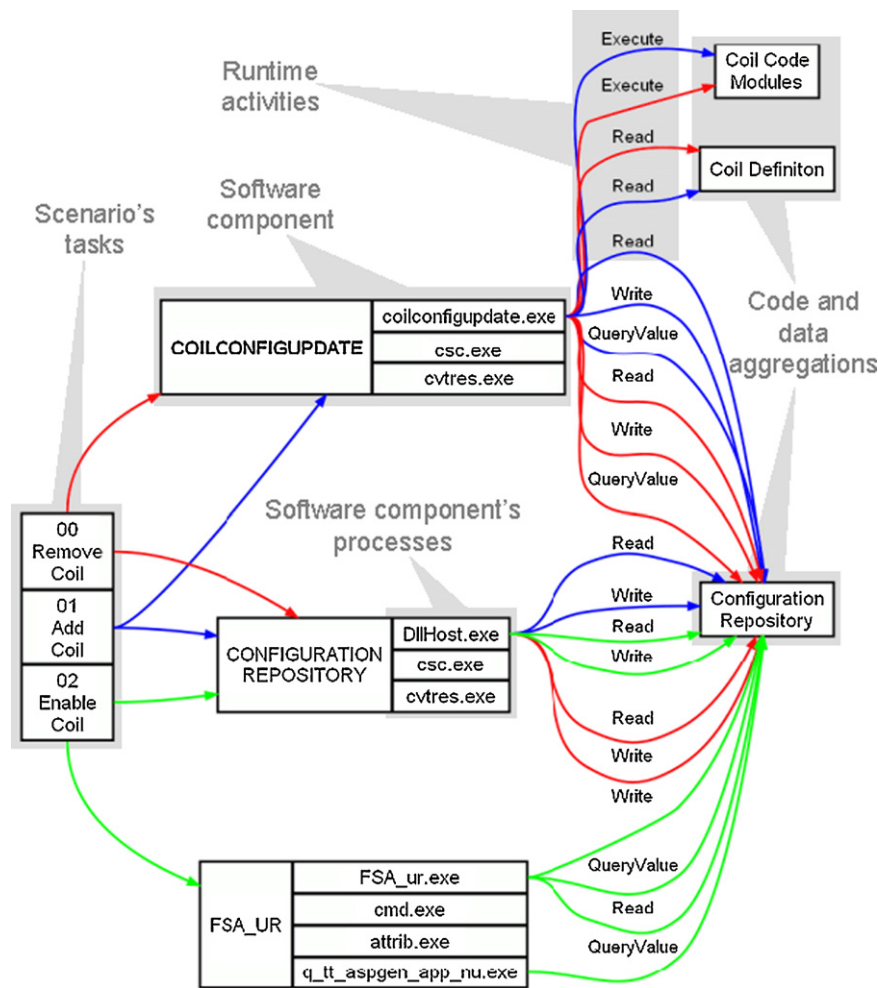 Execute
Coil Code
Modules
Runtime
activities
Execute
Read
Coil Definiton
Software
component
Read
Scenario's
tasks
Read
Write
Code and
data
aggregations
coilconfigupdate.exe
COILCONFIGUPDATE
csc.exe
cvtres.exe
QueryValue
Read
Write
QueryValue
Software component's
processes
00
Remove
Coil
01
Add
Coil
02
Enable
Coil
Read
Write
Read
Write
Configuration
Repository
CONFIGURATION
REPOSITORY
DllHost.exe
csc.exe
cvtres.exe
Read
Write
Write
QueryValue
Read
QueryValue
FSA_UR
FSA_ur.exe
cmd.exe
attrib.exe
q_tt_aspgen_app_nu.exe